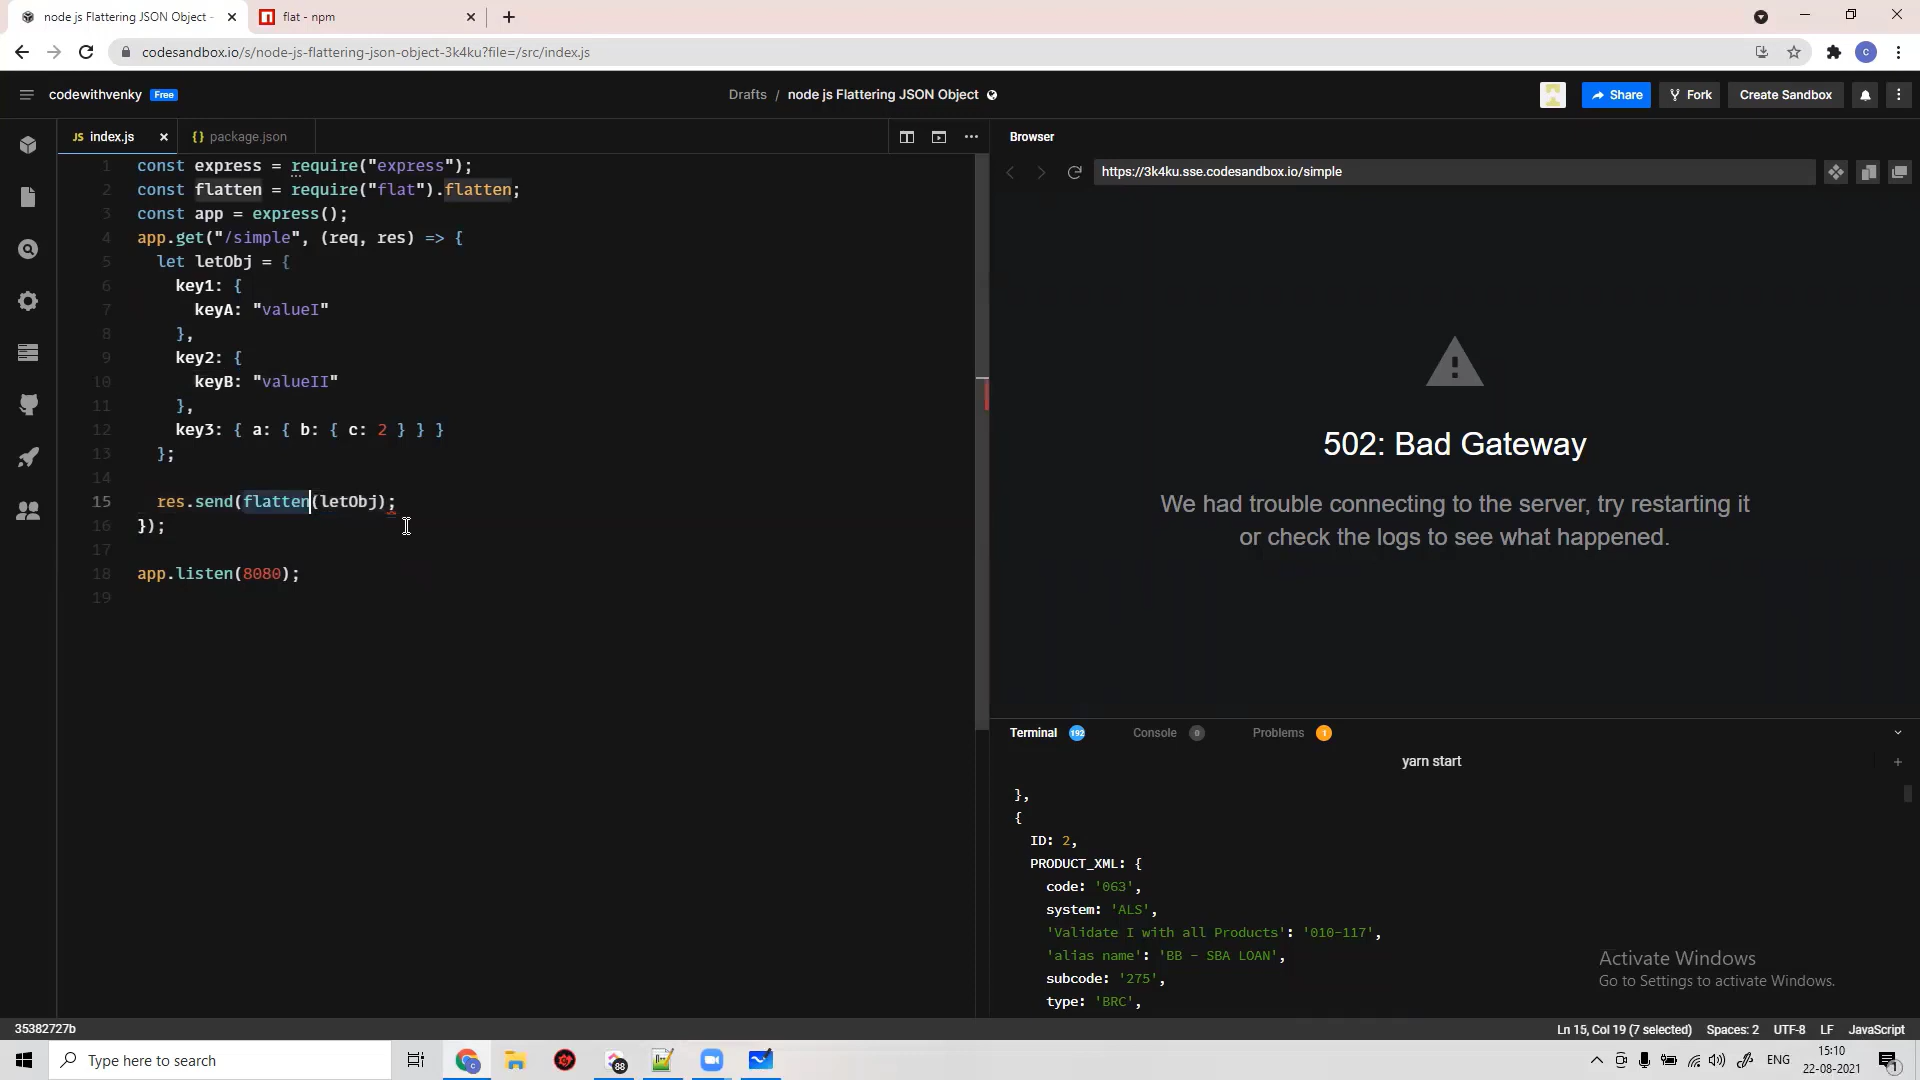 node js Flattering JSON Object -
flat - npm
codesandbox.io/s/node-js-flattering-json-object-3k4ku?file=/src/index.js
c
codewithvenky Free
Drafts / node js Flattering JSON Object
Share
Fork
Create Sandbox
JS index.js
{} package.json
Browser
https://3k4ku.sse.codesandbox.io/simple
1 const express = require("express");
2 const flatten = require("flat").flatten;
3 const app = express();
4 app.get("/simple", (req, res) => {
5 let letObj = {
6 key1: {
7 keyA: "valueI"
8 },
9 key2: {
10 keyB: "valueII"
11 },
12 key3: { a: { b: { c: 2 } } }
13 };
14
15 res.send(flatten(letObj);
16 });
17
18 app.listen(8080);
19
502: Bad Gateway
We had trouble connecting to the server, try restarting it
or check the logs to see what happened.
Terminal 192 Console 0 Problems 1
yarn start
},
{
ID: 2,
PRODUCT_XML: {
code: '063',
system: 'ALS',
'Validate I with all Products': '010-117',
'alias name': 'BB - SBA LOAN',
subcode: '275',
type: 'BRC',
Activate Windows
Go to Settings to activate Windows.
35382727b
Ln 15, Col 19 (7 selected) Spaces: 2 UTF-8 LF JavaScript
Type here to search
88
ENG
15:10
22-08-2021
1